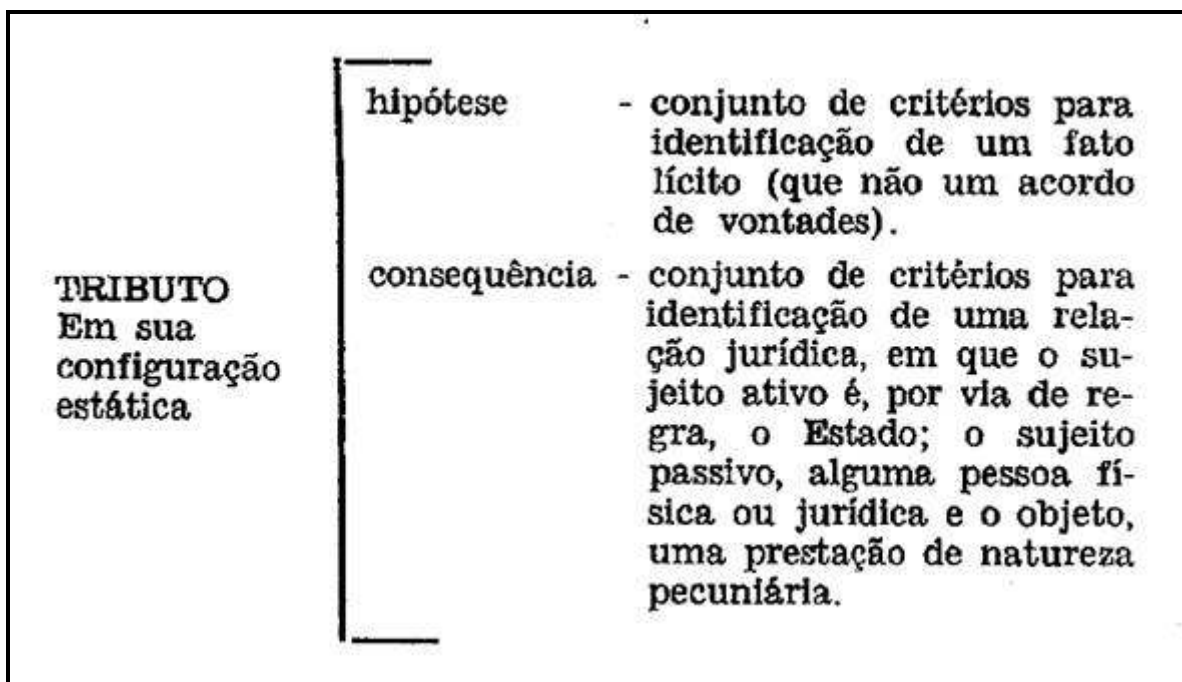 hipótese - conjunto de critérios para
identificação de um fato
lícito (que não um acordo
de vontades).
TRIBUTO
Em sua
configuração
estática
consequência - conjunto de critérios para
identificação de uma rela-
ção jurídica, em que o su-
jeito ativo é, por via de re-
gra, o Estado; o sujeito
passivo, alguma pessoa fí-
sica ou jurídica e o objeto,
uma prestação de natureza
pecuniária.